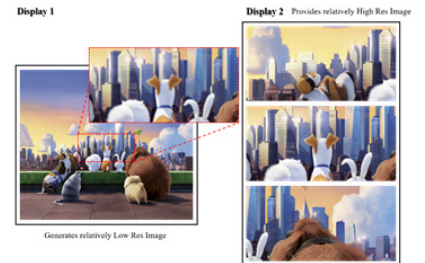 Display 1
Display 2 Provides relatively High Res Image
Generates relatively Low Res Image